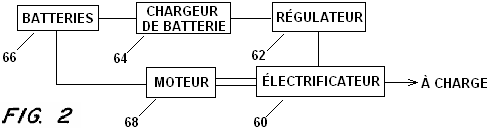 BATTERIES
CHARGEUR
DE BATTERIE
RÉGULATEUR
66
64
62
MOTEUR
ÉLECTRIFICATEUR
À CHARGE
68
60
FIG. 2